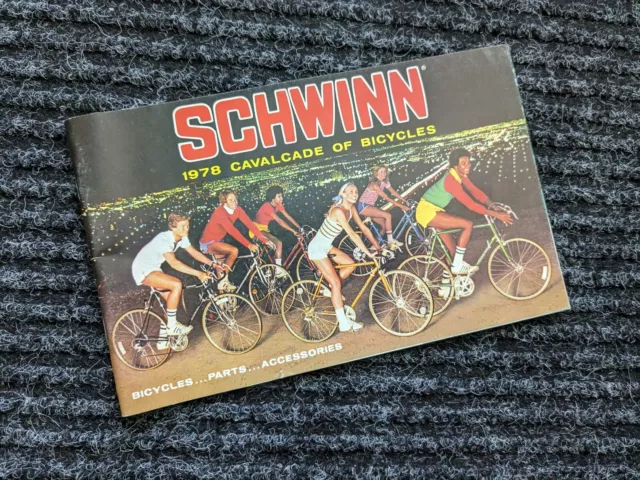 SCHWINN®
1978 CAVALCADE OF BICYCLES
BICYCLES...PARTS...ACCESSORIES